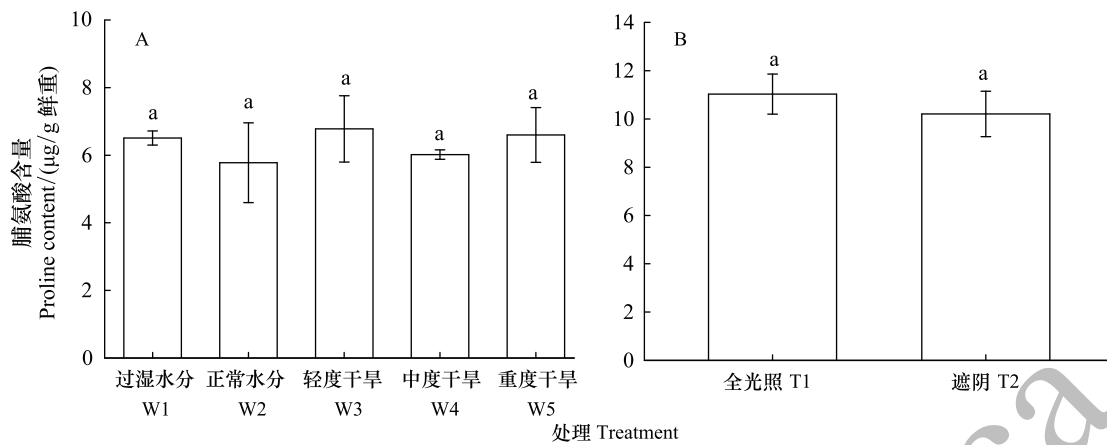 脯氨酸含量
Proline content/(μg/g 鲜重)
A
10
8
6
4
2
0
a
a
a
a
a
过湿水分
W1
正常水分
W2
轻度干旱
W3
中度干旱
W4
重度干旱
W5
B
14
12
10
8
6
4
2
0
a
a
全光照 T1
遮阴 T2
处理 Treatment